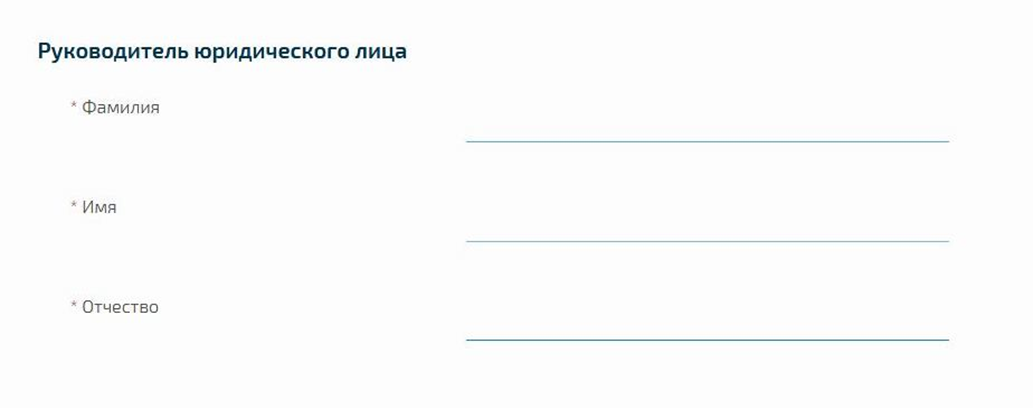 Руководитель юридического лица
* Фамилия
* Имя
* Отчество